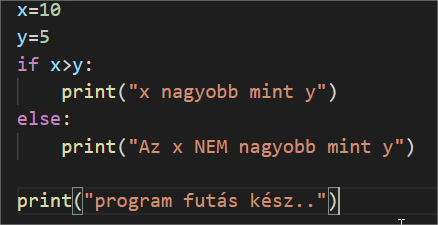 x=10
y=5
if x>y:
    print("x nagyobb mint y")
else:
    print("Az x NEM nagyobb mint y")

print("program futás kész..")